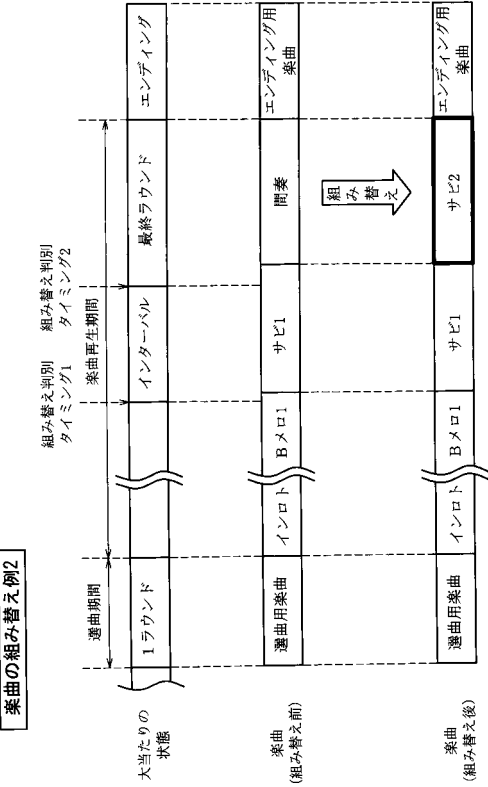 楽曲の組み替え例2
組み替え判別
タイミング1
組み替え判別
タイミング2
選曲期間
楽曲再生期間
大当たりの
状態
1ラウンド
インターバル
最終ラウンド
エンディング
楽曲
(組み替え前)
選曲用楽曲
イントロ
Bメロ1
サビ1
間奏
エンディング用
楽曲
組み
替え
楽曲
(組み替え後)
選曲用楽曲
イントロ
Bメロ1
サビ1
サビ2
エンディング用
楽曲